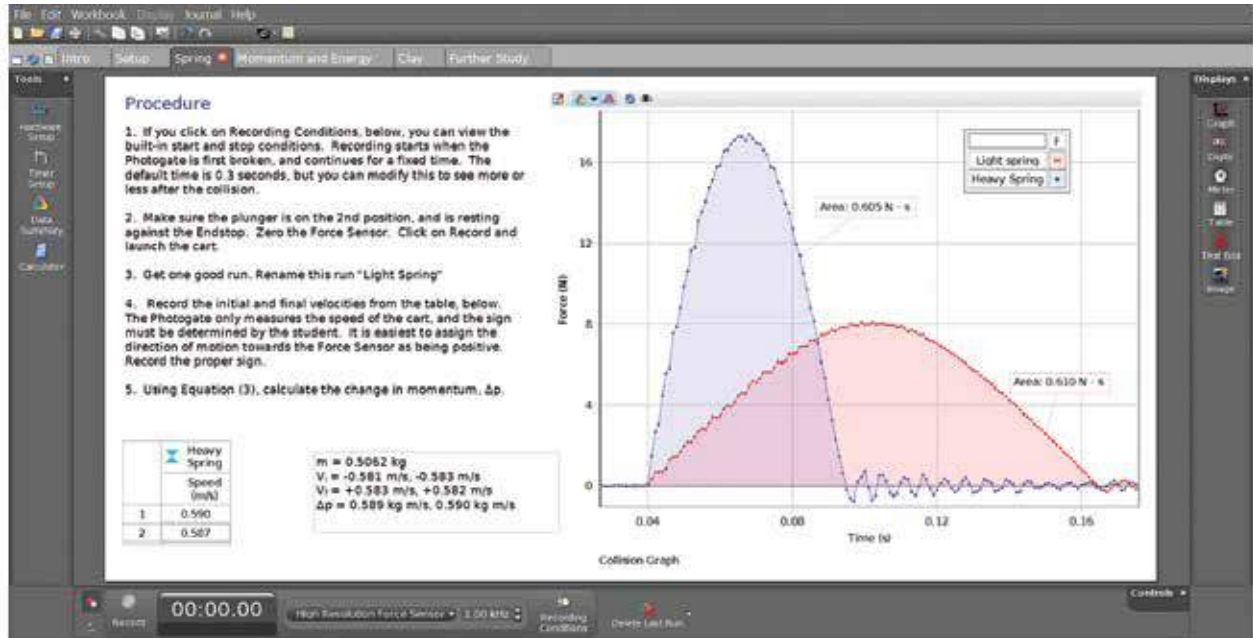 File Edit Workbook Display Journal Help
Intro Setup Spring Momentum and Energy Clay Further Study
Tools
Hardware Setup
Timer Setup
Data Summary
Calculator
Procedure
1. If you click on Recording Conditions, below, you can view the
built-in start and stop conditions. Recording starts when the
Photogate is first broken, and continues for a fixed time. The
default time is 0.3 seconds, but you can modify this to see more or
less after the collision.
2. Make sure the plunger is on the 2nd position, and is resting
against the Endstop. Zero the Force Sensor. Click on Record and
launch the cart.
3. Get one good run. Rename this run "Light Spring"
4. Record the initial and final velocities from the table, below.
The Photogate only measures the speed of the cart, and the sign
must be determined by the student. It is easiest to assign the
direction of motion towards the Force Sensor as being positive.
Record the proper sign.
5. Using Equation (3), calculate the change in momentum, Δp.
Heavy
Spring
Speed
(m/s)
1 0.590
2 0.587
m = 0.5062 kg
Vᵢ = -0.581 m/s, -0.583 m/s
V_f = +0.583 m/s, +0.582 m/s
Δp = 0.589 kg m/s, 0.590 kg m/s
Force (N)
16
12
8
4
0
Light spring
Heavy Spring
Area: 0.605 N · s
Area: 0.610 N · s
0.04 0.08 0.12 0.16
Time (s)
Collision Graph
Displays
Graph
Digits
Meter
Table
Text Box
Image
Record
00:00.00
High Resolution Force Sensor 1.00 kHz
Recording
Conditions
Delete Last Run
Controls